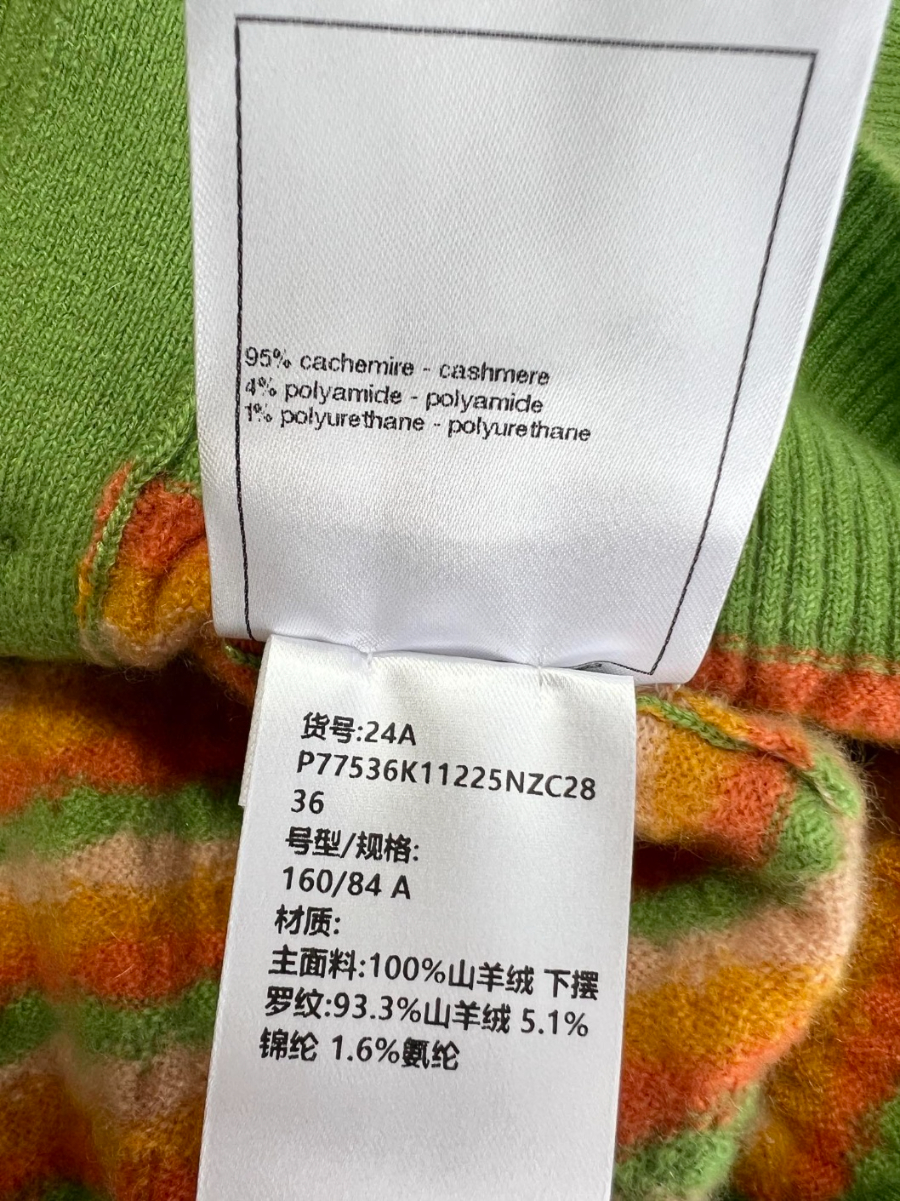 95% cachemire - cashmere
4% polyamide - polyamide
1% polyurethane - polyurethane
货号:24A
P77536K11225NZC28
36
号型/规格:
160/84 A
材质:
主面料:100%山羊绒 下摆
罗纹:93.3%山羊绒 5.1%
锦纶 1.6%氨纶